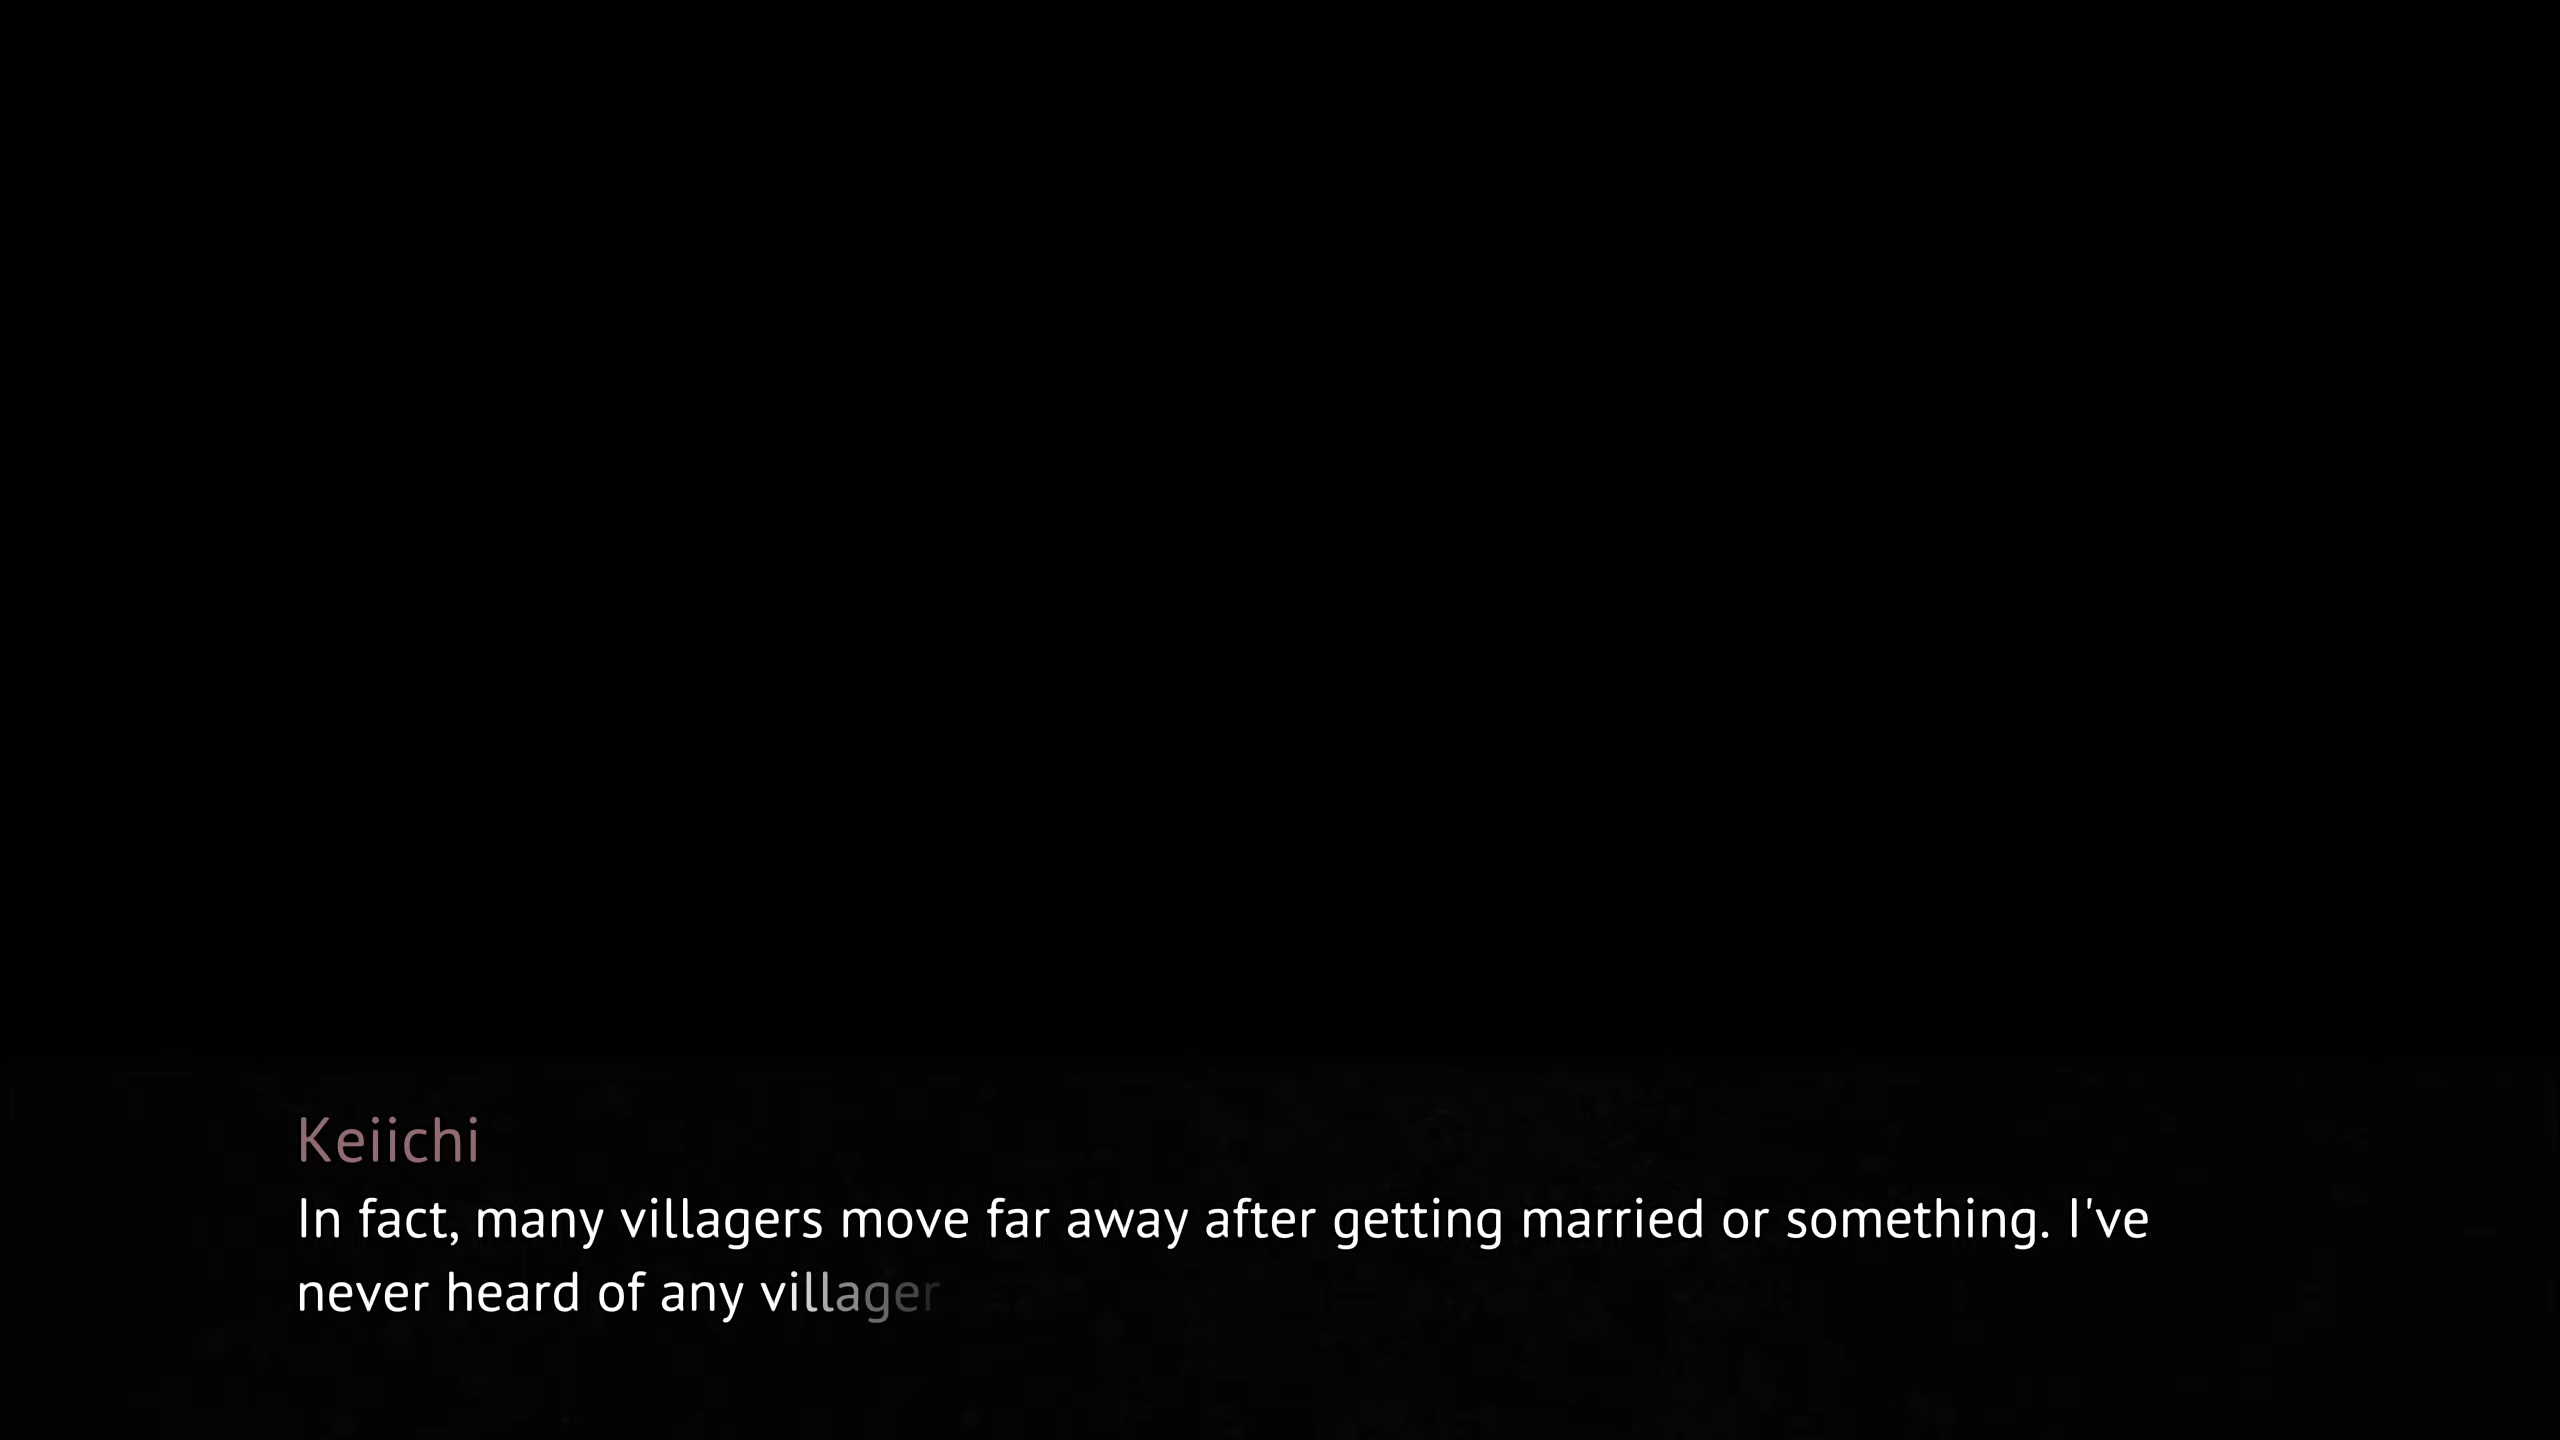 Keiichi
In fact, many villagers move far away after getting married or something. I've
never heard of any villager